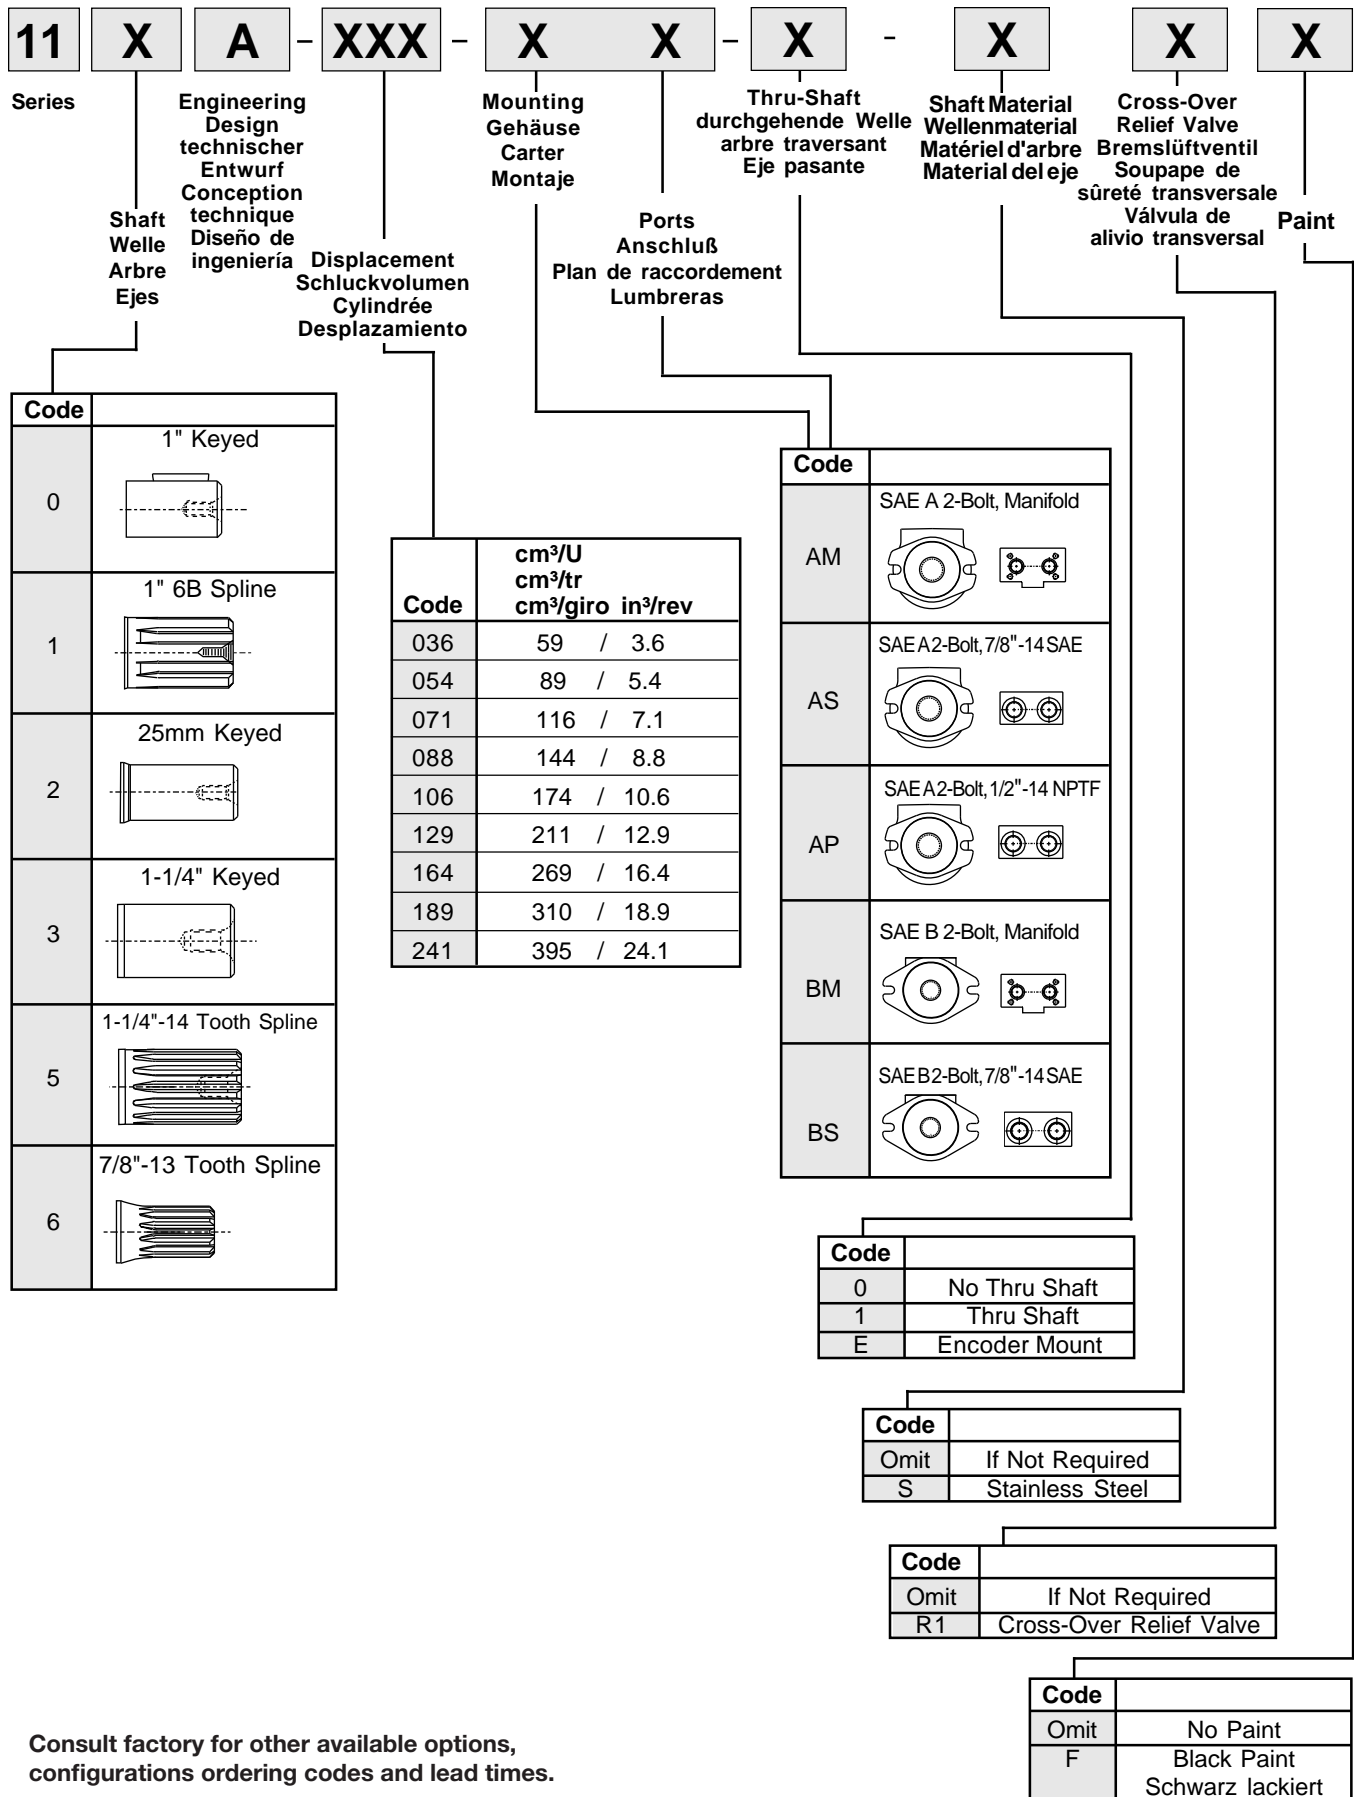 11 X A – XXX – X X – X - X X X
Series
Engineering
Design
technischer
Entwurf
Conception
technique
Diseño de
ingeniería
Mounting
Gehäuse
Carter
Montaje
Thru-Shaft
durchgehende Welle
arbre traversant
Eje pasante
Shaft Material
Wellenmaterial
Matériel d'arbre
Material del eje
Cross-Over
Relief Valve
Bremslüftventil
Soupape de
sûreté transversale
Válvula de
alivio transversal
Paint
Shaft
Welle
Arbre
Ejes
Displacement
Schluckvolumen
Cylindrée
Desplazamiento
Ports
Anschluß
Plan de raccordement
Lumbreras
Code
0 1" Keyed
1 1" 6B Spline
2 25mm Keyed
3 1-1/4" Keyed
5 1-1/4"-14 Tooth Spline
6 7/8"-13 Tooth Spline
cm³/U
cm³/tr
Code cm³/giro in³/rev
036 59 / 3.6
054 89 / 5.4
071 116 / 7.1
088 144 / 8.8
106 174 / 10.6
129 211 / 12.9
164 269 / 16.4
189 310 / 18.9
241 395 / 24.1
Code
AM SAE A 2-Bolt, Manifold
AS SAE A 2-Bolt, 7/8"-14 SAE
AP SAE A 2-Bolt, 1/2"-14 NPTF
BM SAE B 2-Bolt, Manifold
BS SAE B 2-Bolt, 7/8"-14 SAE
Code
0 No Thru Shaft
1 Thru Shaft
E Encoder Mount
Code
Omit If Not Required
S Stainless Steel
Code
Omit If Not Required
R1 Cross-Over Relief Valve
Code
Omit No Paint
F Black Paint
Schwarz lackiert
Consult factory for other available options,
configurations ordering codes and lead times.